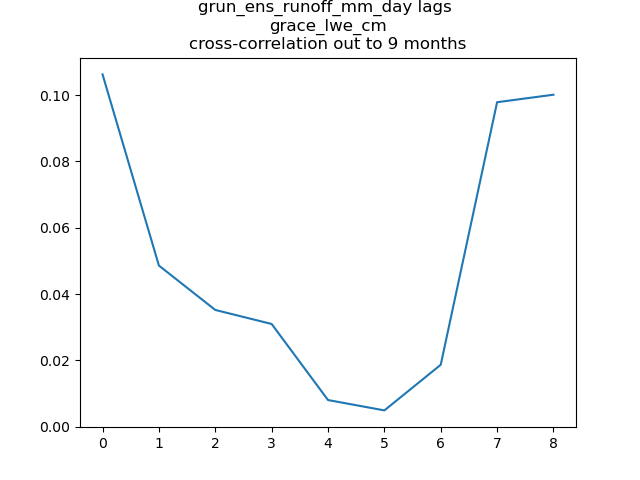 grun_ens_runoff_mm_day lags
grace_lwe_cm
cross-correlation out to 9 months
0.10
0.08
0.06
0.04
0.02
0.00
0 1 2 3 4 5 6 7 8